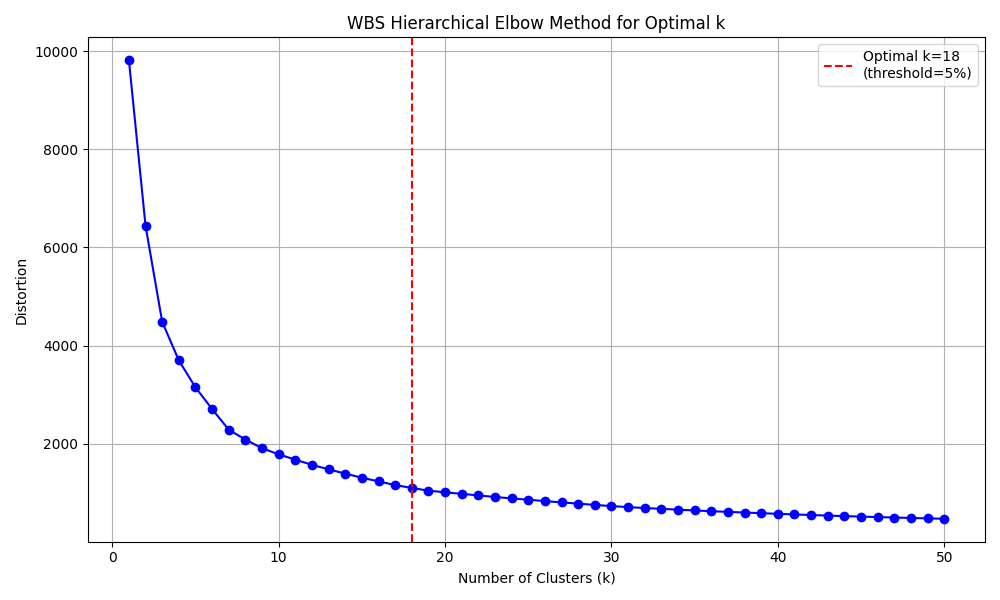 WBS Hierarchical Elbow Method for Optimal k
Optimal k=18
(threshold=5%)
10000
8000
6000
4000
2000
Distortion
0 10 20 30 40 50
Number of Clusters (k)